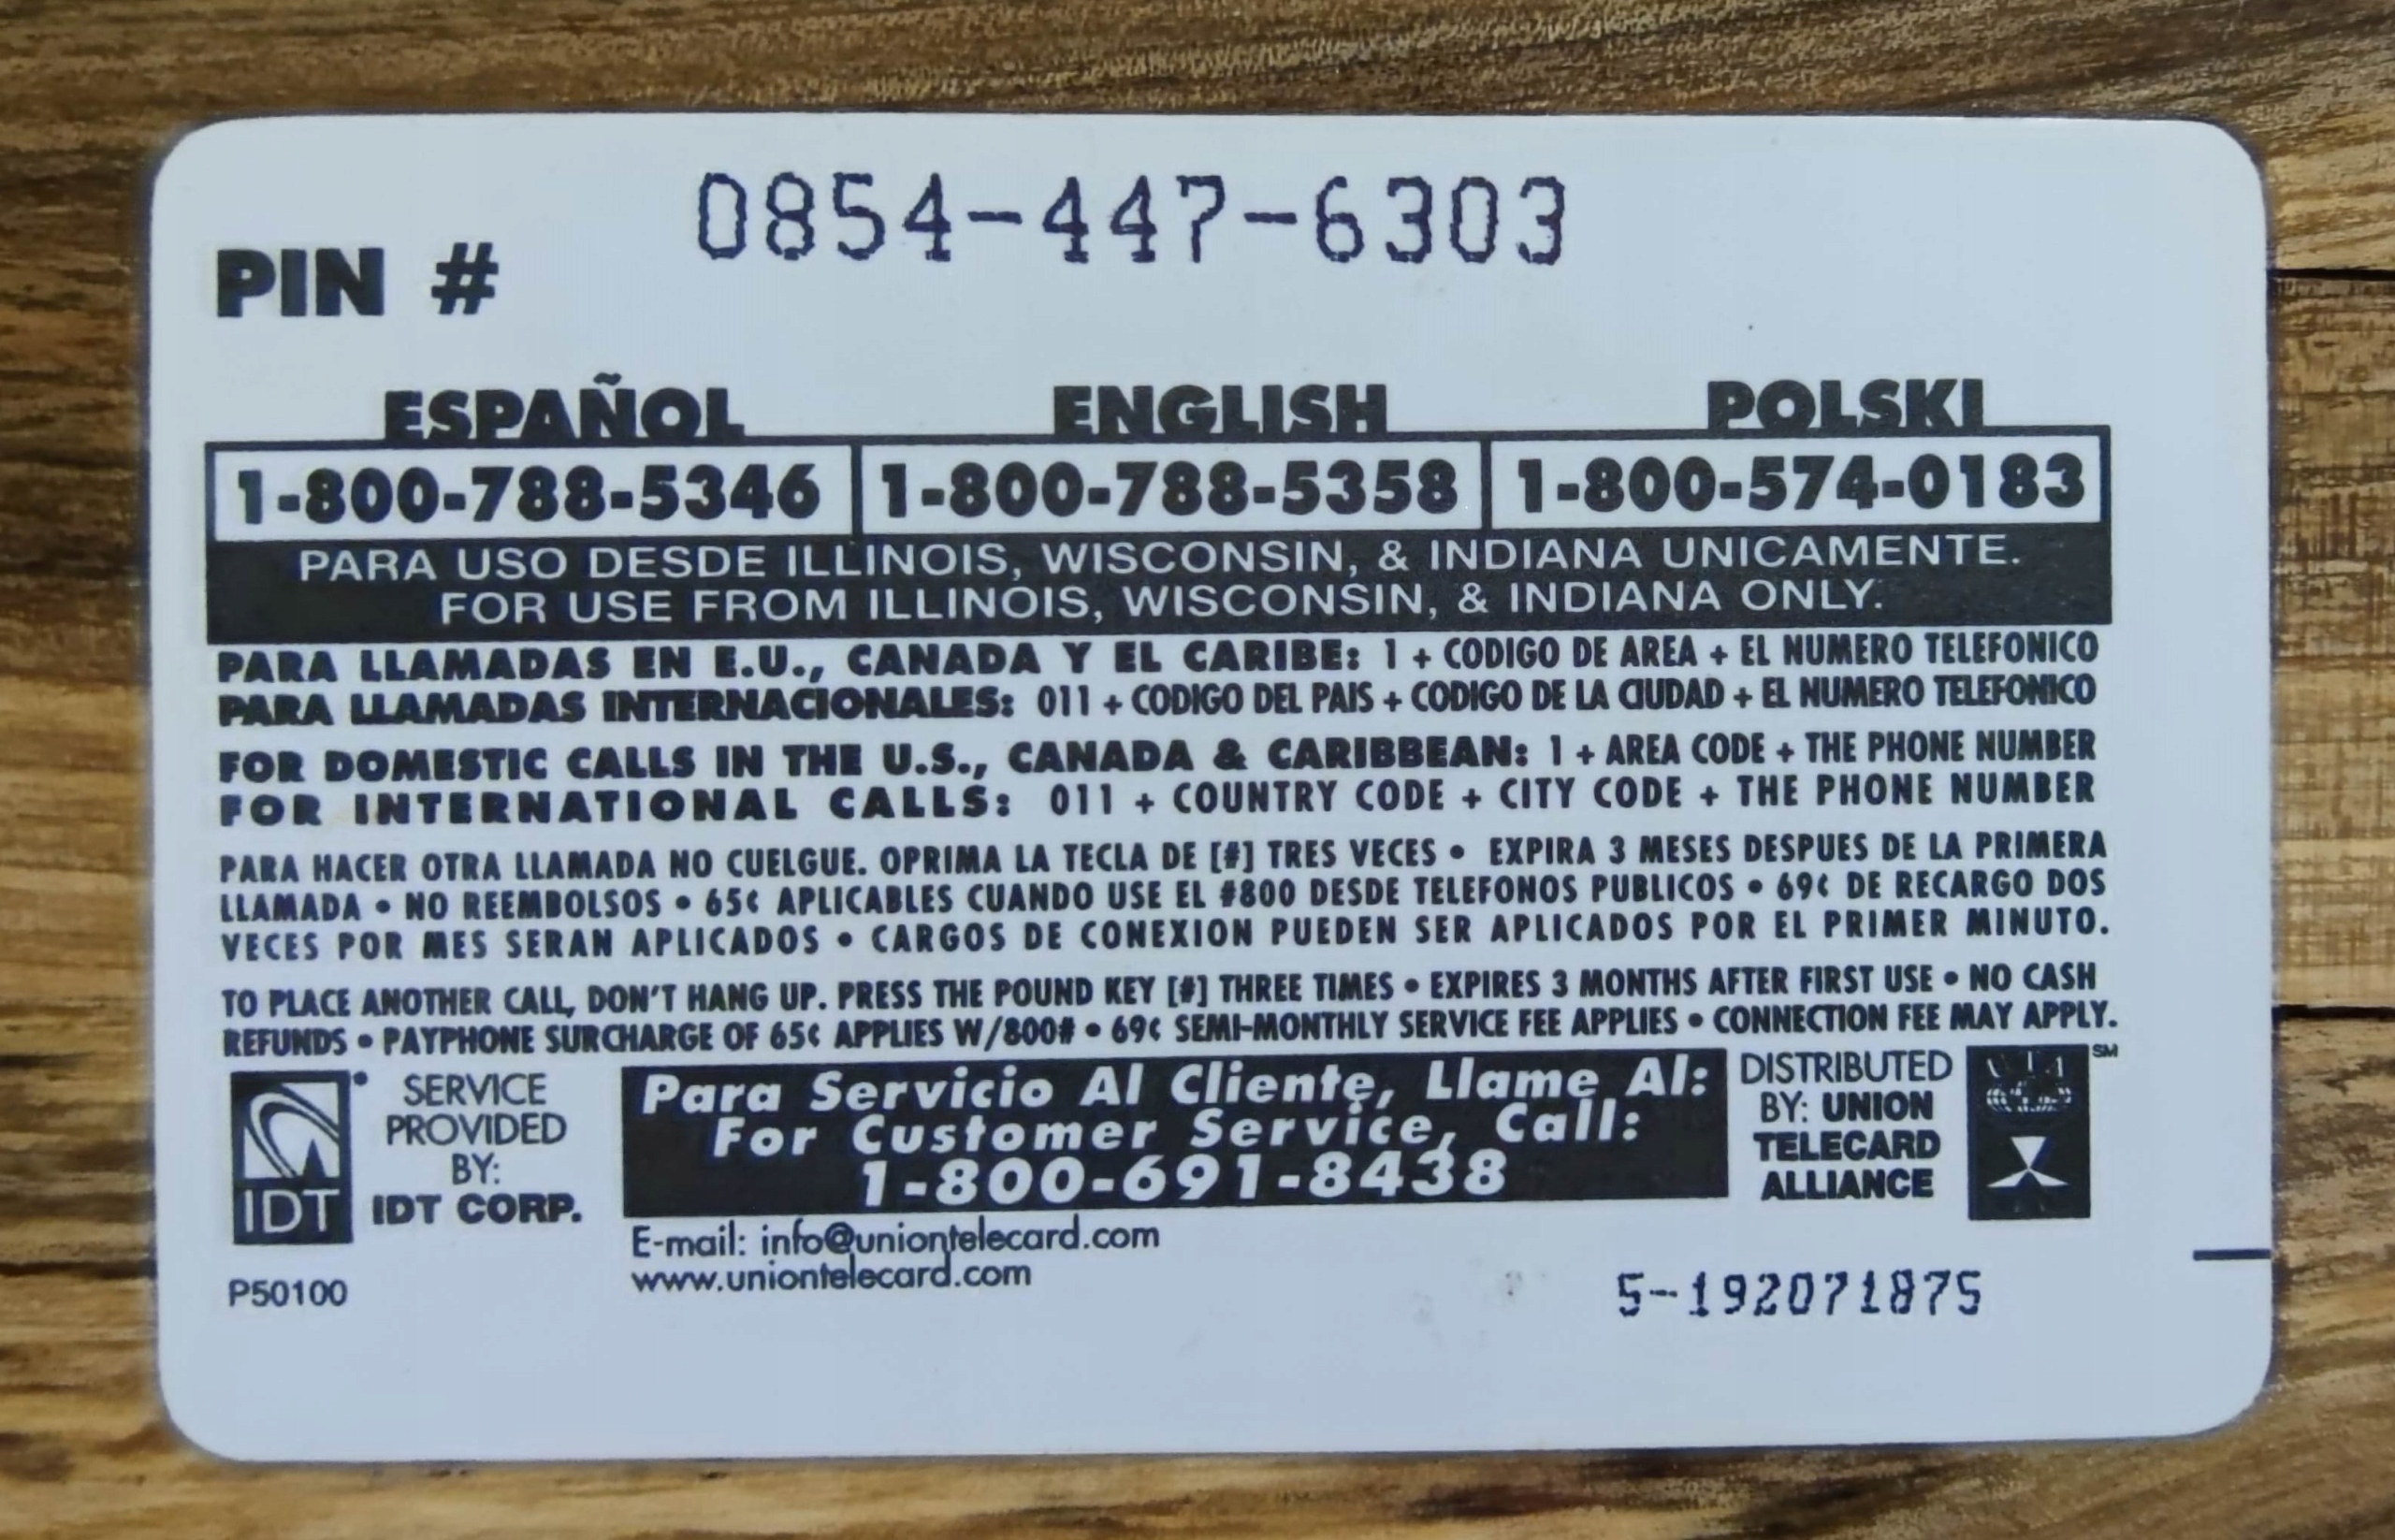 0854-447-6303
PIN #
ESPAÑOL ENGLISH POLSKI
1-800-788-5346 1-800-788-5358 1-800-574-0183
PARA USO DESDE ILLINOIS, WISCONSIN, & INDIANA UNICAMENTE.
FOR USE FROM ILLINOIS, WISCONSIN, & INDIANA ONLY.
PARA LLAMADAS EN E.U., CANADA Y EL CARIBE: 1 + CODIGO DE AREA + EL NUMERO TELEFONICO
PARA LLAMADAS INTERNACIONALES: 011 + CODIGO DEL PAIS + CODIGO DE LA CIUDAD + EL NUMERO TELEFONICO
FOR DOMESTIC CALLS IN THE U.S., CANADA & CARIBBEAN: 1 + AREA CODE + THE PHONE NUMBER
FOR INTERNATIONAL CALLS: 011 + COUNTRY CODE + CITY CODE + THE PHONE NUMBER
PARA HACER OTRA LLAMADA NO CUELGUE. OPRIMA LA TECLA DE [#] TRES VECES • EXPIRA 3 MESES DESPUES DE LA PRIMERA
LLAMADA • NO REEMBOLSOS • 65¢ APLICABLES CUANDO USE EL #800 DESDE TELEFONOS PUBLICOS • 69¢ DE RECARGO DOS
VECES POR MES SERAN APLICADOS • CARGOS DE CONEXION PUEDEN SER APLICADOS POR EL PRIMER MINUTO.
TO PLACE ANOTHER CALL, DON'T HANG UP. PRESS THE POUND KEY [#] THREE TIMES • EXPIRES 3 MONTHS AFTER FIRST USE • NO CASH
REFUNDS • PAYPHONE SURCHARGE OF 65¢ APPLIES W/800# • 69¢ SEMI-MONTHLY SERVICE FEE APPLIES • CONNECTION FEE MAY APPLY.
IDT
SERVICE
PROVIDED
BY:
IDT CORP.
Para Servicio Al Cliente, Llame Al:
For Customer Service, Call:
1-800-691-8438
DISTRIBUTED
BY: UNION
TELECARD
ALLIANCE
UTA
SM
E-mail: info@uniontelecard.com
www.uniontelecard.com
P50100
5-192071875